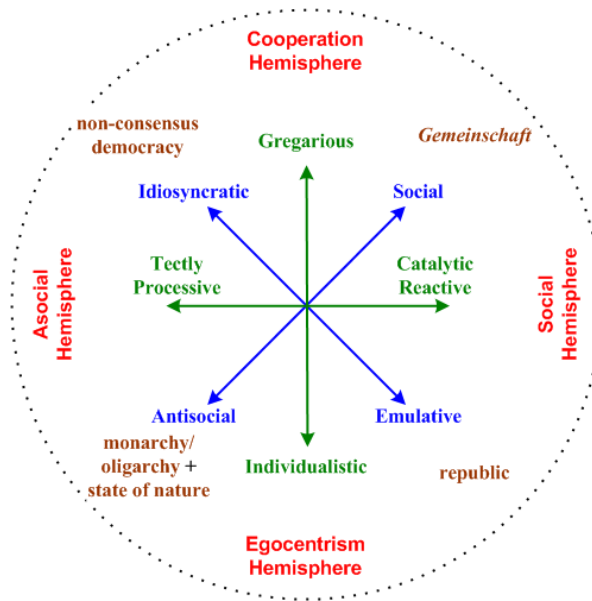 Cooperation
Hemisphere
non-consensus
democracy
Gemeinschaft
Gregarious
Idiosyncratic
Social
Tectly
Processive
Catalytic
Reactive
Asocial
Hemisphere
Social
Hemisphere
Antisocial
Emulative
monarchy/
oligarchy +
state of nature
Individualistic
republic
Egocentrism
Hemisphere